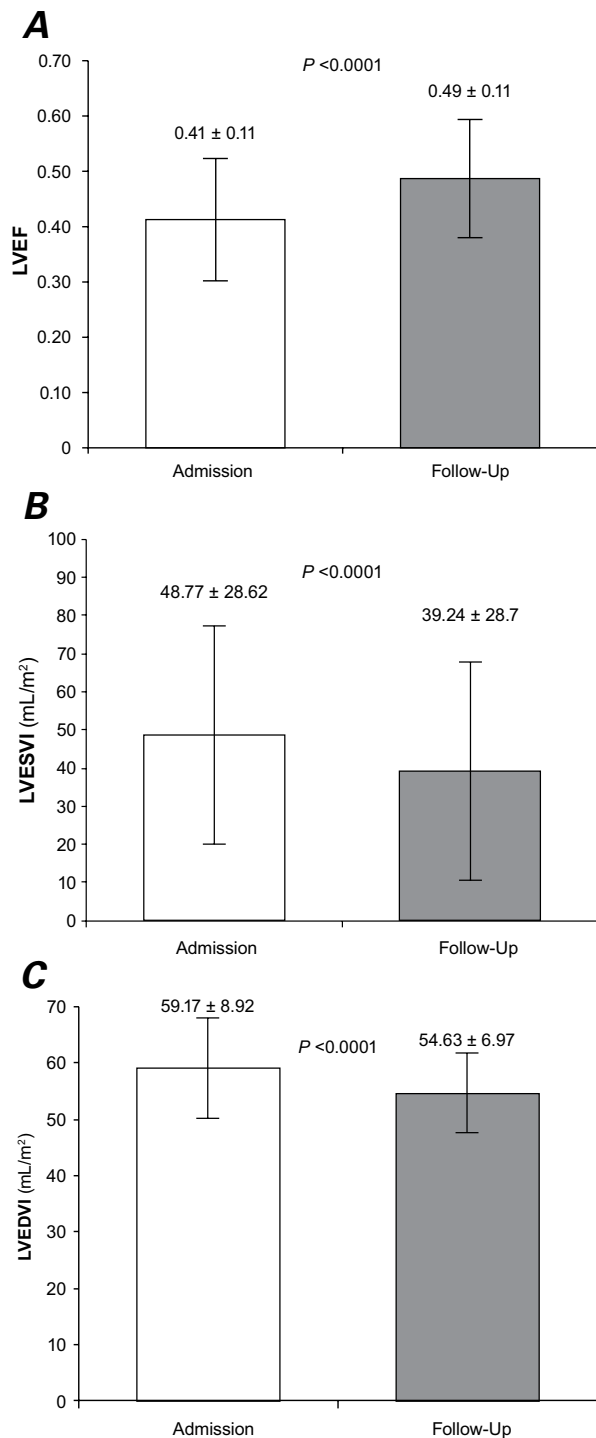 A
P <0.0001
0.70
0.49 ± 0.11
0.60
0.41 ± 0.11
0.50
0.40
LVEF
0.30
0.20
0.10
0
Admission Follow-Up
B
100
P <0.0001
90
48.77 ± 28.62
80
39.24 ± 28.7
70
60
LVESVI (mL/m²)
50
40
30
20
10
0
Admission Follow-Up
C
70
59.17 ± 8.92
P <0.0001
54.63 ± 6.97
60
50
40
LVEDVI (mL/m²)
30
20
10
0
Admission Follow-Up